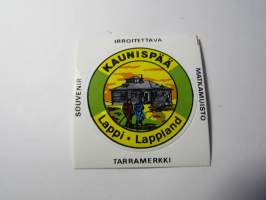 IRROITETTAVA
SOUVENIR
KAUNISPÄÄ
MATKAMUISTO
Lappi • Lappland
TARRAMERKKI